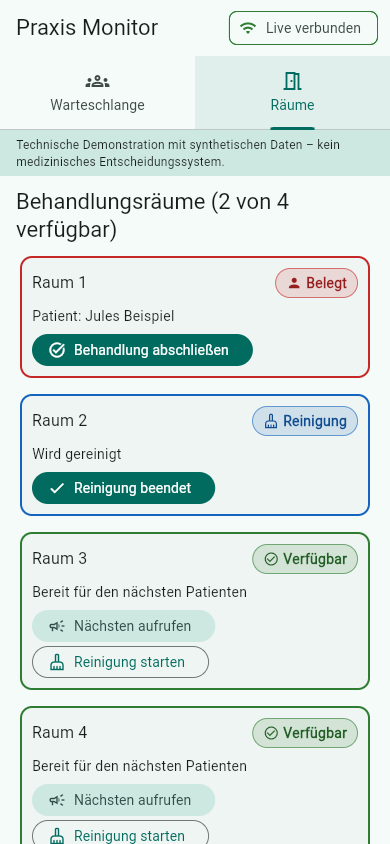 Praxis Monitor
Live verbunden
Warteschlange
Räume
Technische Demonstration mit synthetischen Daten – kein
medizinisches Entscheidungssystem.
Behandlungsräume (2 von 4
verfügbar)
Raum 1
Belegt
Patient: Jules Beispiel
Behandlung abschließen
Raum 2
Reinigung
Wird gereinigt
Reinigung beendet
Raum 3
Verfügbar
Bereit für den nächsten Patienten
Nächsten aufrufen
Reinigung starten
Raum 4
Verfügbar
Bereit für den nächsten Patienten
Nächsten aufrufen
Reinigung starten